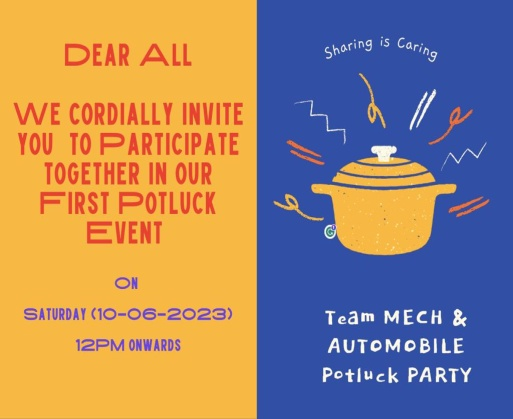 DEAR ALL
WE CORDIALLY INVITE
YOU TO PARTICIPATE
TOGETHER IN OUR
FIRST POTLUCK
EVENT
ON
SATURDAY (10-06-2023)
12PM ONWARDS
Sharing is Caring
Team MECH &
AUTOMOBILE
Potluck PARTY